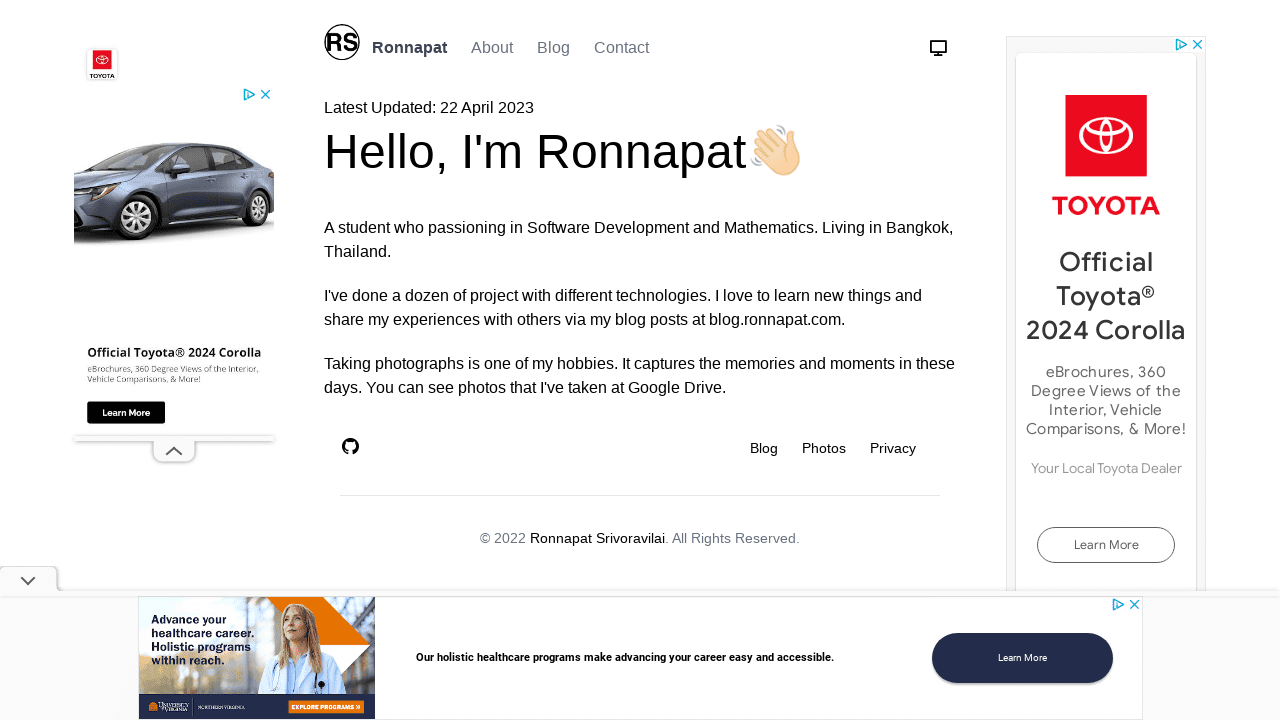 RS
Ronnapat
About
Blog
Contact
TOYOTA
Official Toyota® 2024 Corolla
eBrochures, 360 Degree Views of the Interior,
Vehicle Comparisons, & More!
Learn More
Latest Updated: 22 April 2023
Hello, I'm Ronnapat
A student who passioning in Software Development and Mathematics. Living in Bangkok,
Thailand.
I've done a dozen of project with different technologies. I love to learn new things and
share my experiences with others via my blog posts at blog.ronnapat.com.
Taking photographs is one of my hobbies. It captures the memories and moments in these
days. You can see photos that I've taken at Google Drive.
Blog
Photos
Privacy
© 2022 Ronnapat Srivoravilai. All Rights Reserved.
TOYOTA
Official
Toyota®
2024 Corolla
eBrochures, 360
Degree Views of the
Interior, Vehicle
Comparisons, & More!
Your Local Toyota Dealer
Learn More
Advance your
healthcare career.
Holistic programs
within reach.
UNIVERSITY
VIRGINIA
NORTHERN VIRGINIA
EXPLORE PROGRAMS
Our holistic healthcare programs make advancing your career easy and accessible.
Learn More